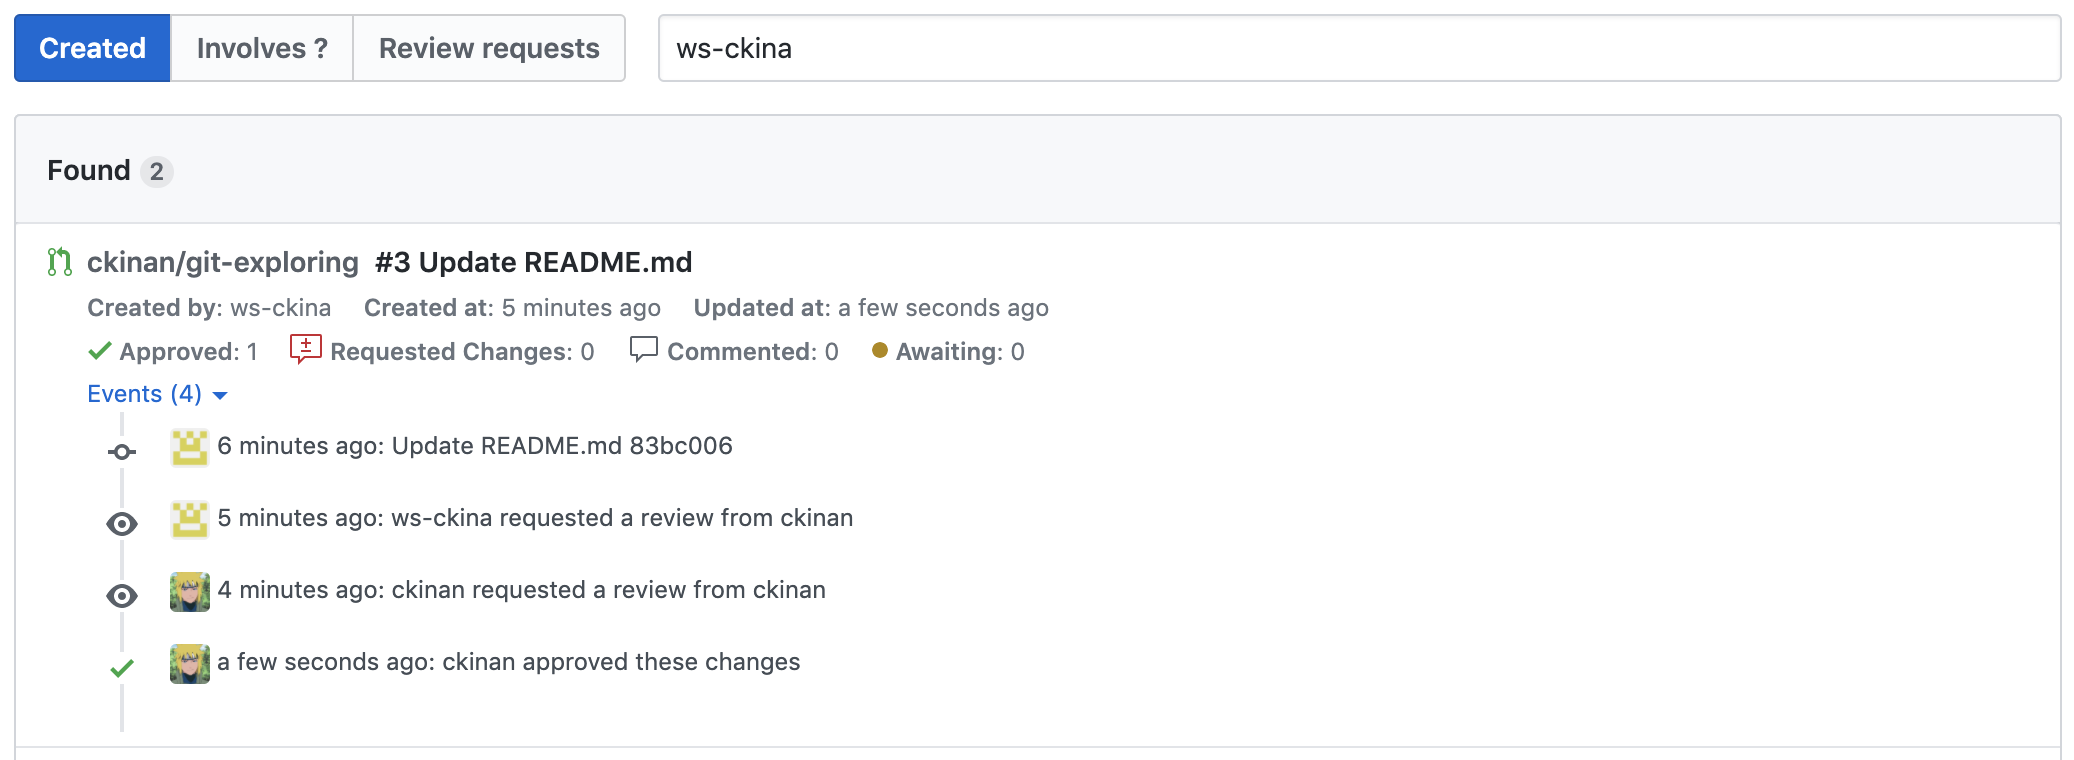 Created Involves ? Review requests ws-ckina
Found 2
ckinan/git-exploring #3 Update README.md
Created by: ws-ckina Created at: 5 minutes ago Updated at: a few seconds ago
Approved: 1 Requested Changes: 0 Commented: 0 Awaiting: 0
Events (4)
6 minutes ago: Update README.md 83bc006
5 minutes ago: ws-ckina requested a review from ckinan
4 minutes ago: ckinan requested a review from ckinan
a few seconds ago: ckinan approved these changes